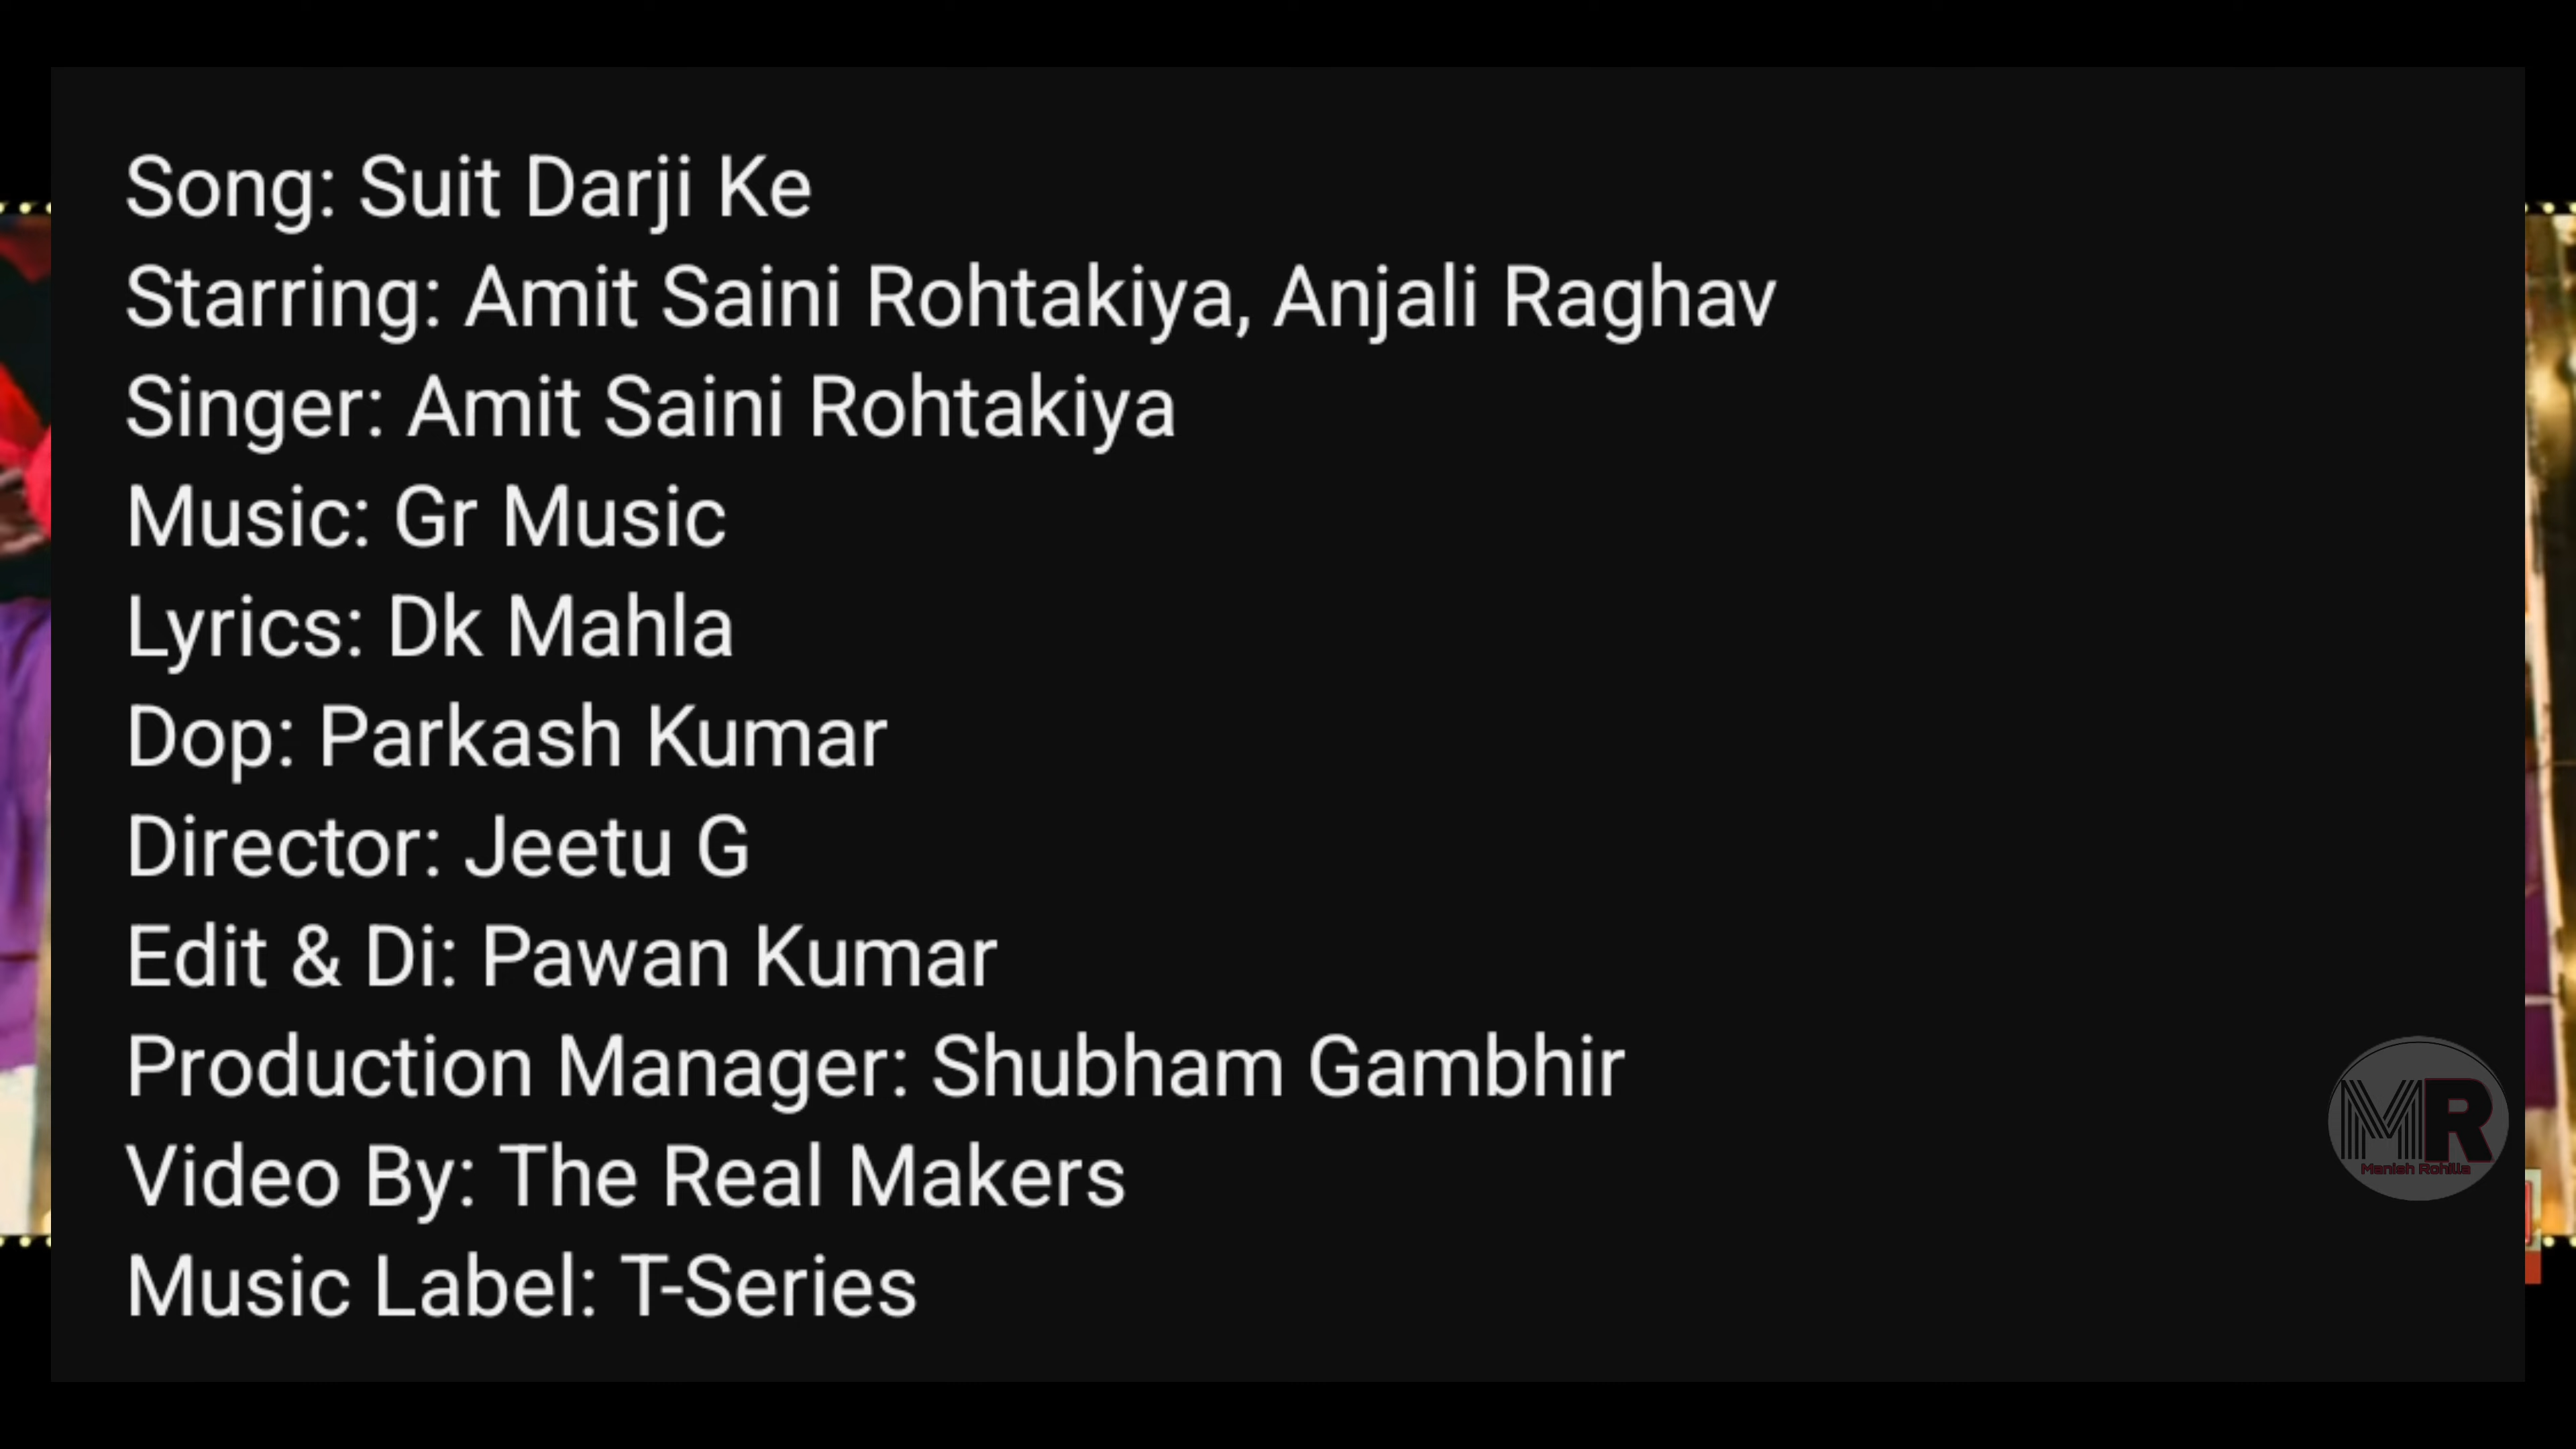 Song: Suit Darji Ke
Starring: Amit Saini Rohtakiya, Anjali Raghav
Singer: Amit Saini Rohtakiya
Music: Gr Music
Lyrics: Dk Mahla
Dop: Parkash Kumar
Director: Jeetu G
Edit & Di: Pawan Kumar
Production Manager: Shubham Gambhir
Video By: The Real Makers
Music Label: T-Series
MR
Manish Rohilla